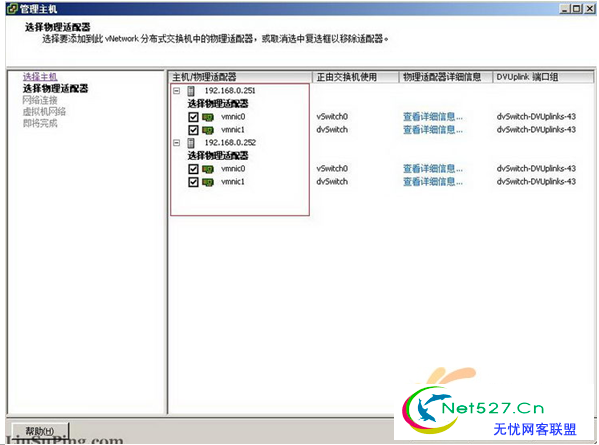 管理主机
选择物理适配器
选择要添加到此 vNetwork 分布式交换机中的物理适配器，或取消选中复选框以移除适配器。
选择主机
选择物理适配器
网络连接
虚拟机网络
即将完成
主机/物理适配器 正由交换机使用 物理适配器详细信息 DVUplink 端口组
192.168.0.251
选择物理适配器
vmnic0 vSwitch0 查看详细信息... dvSwitch-DVUplinks-43
vmnic1 dvSwitch 查看详细信息... dvSwitch-DVUplinks-43
192.168.0.252
选择物理适配器
vmnic0 vSwitch0 查看详细信息... dvSwitch-DVUplinks-43
vmnic1 dvSwitch 查看详细信息... dvSwitch-DVUplinks-43
帮助(H)
LiuSuPing.com
Net527.Cn
无忧网客联盟